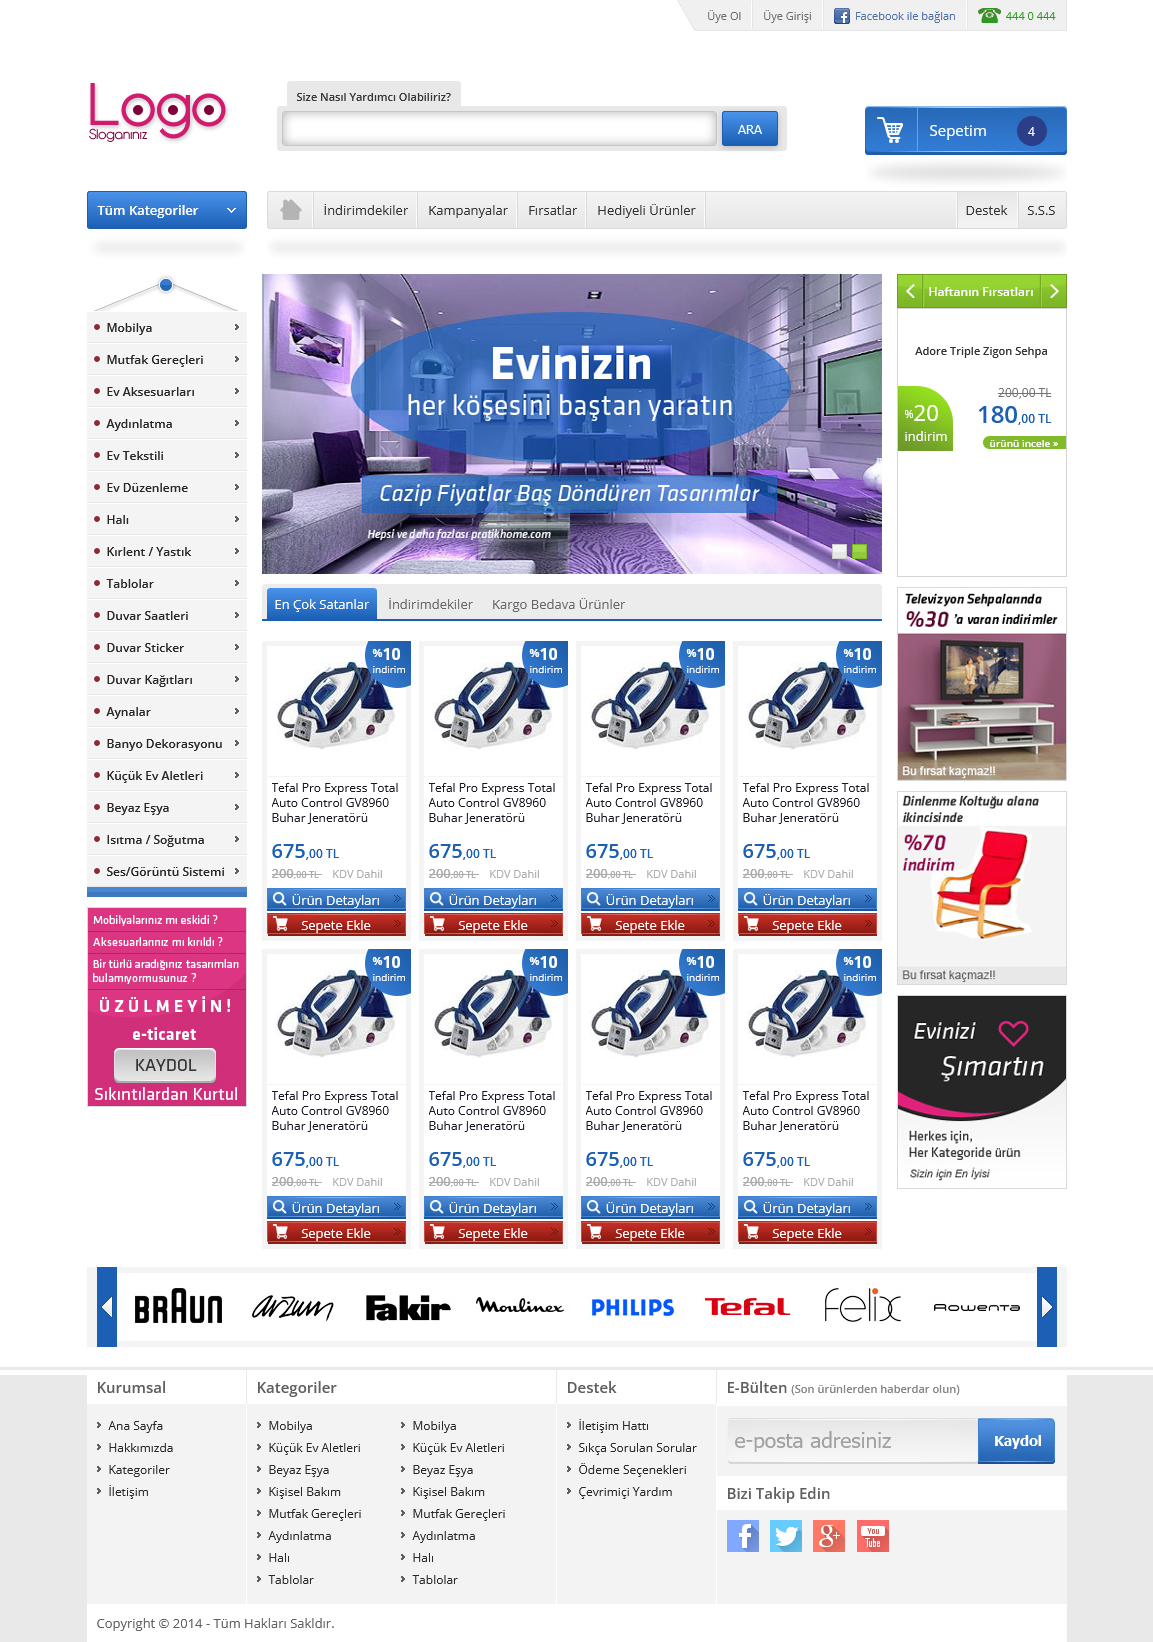 Üye Ol
Üye Girişi
Facebook ile bağlan
444 0 444
Logo
Sloganınız
Size Nasıl Yardımcı Olabiliriz?
ARA
Sepetim
4
Tüm Kategoriler
İndirimdekiler
Kampanyalar
Fırsatlar
Hediyeli Ürünler
Destek
S.S.S
Mobilya
Mutfak Gereçleri
Ev Aksesuarları
Aydınlatma
Ev Tekstili
Ev Düzenleme
Halı
Kırlent / Yastık
Tablolar
Duvar Saatleri
Duvar Sticker
Duvar Kağıtları
Aynalar
Banyo Dekorasyonu
Küçük Ev Aletleri
Beyaz Eşya
Isıtma / Soğutma
Ses/Görüntü Sistemi
Mobilyalarınız mı eskidi ?
Aksesuarlarınız mı kırıldı ?
Bir türlü aradığınız tasarımları
bulamıyormusunuz ?
ÜZÜLMEYİN!
e-ticaret
KAYDOL
Sıkıntılardan Kurtul
Evinizin
her köşesini baştan yaratın
Cazip Fiyatlar Baş Döndüren Tasarımlar
Hepsi ve daha fazlası pratikhome.com
En Çok Satanlar
İndirimdekiler
Kargo Bedava Ürünler
%10
indirim
Tefal Pro Express Total
Auto Control GV8960
Buhar Jeneratörü
675,00 TL
200,00 TL
KDV Dahil
Ürün Detayları
Sepete Ekle
%10
indirim
Tefal Pro Express Total
Auto Control GV8960
Buhar Jeneratörü
675,00 TL
200,00 TL
KDV Dahil
Ürün Detayları
Sepete Ekle
%10
indirim
Tefal Pro Express Total
Auto Control GV8960
Buhar Jeneratörü
675,00 TL
200,00 TL
KDV Dahil
Ürün Detayları
Sepete Ekle
%10
indirim
Tefal Pro Express Total
Auto Control GV8960
Buhar Jeneratörü
675,00 TL
200,00 TL
KDV Dahil
Ürün Detayları
Sepete Ekle
%10
indirim
Tefal Pro Express Total
Auto Control GV8960
Buhar Jeneratörü
675,00 TL
200,00 TL
KDV Dahil
Ürün Detayları
Sepete Ekle
%10
indirim
Tefal Pro Express Total
Auto Control GV8960
Buhar Jeneratörü
675,00 TL
200,00 TL
KDV Dahil
Ürün Detayları
Sepete Ekle
%10
indirim
Tefal Pro Express Total
Auto Control GV8960
Buhar Jeneratörü
675,00 TL
200,00 TL
KDV Dahil
Ürün Detayları
Sepete Ekle
%10
indirim
Tefal Pro Express Total
Auto Control GV8960
Buhar Jeneratörü
675,00 TL
200,00 TL
KDV Dahil
Ürün Detayları
Sepete Ekle
Haftanın Fırsatları
Adore Triple Zigon Sehpa
%20
indirim
200,00 TL
180,00 TL
ürünü incele »
Televizyon Sehpalarında
%30 'a varan indirimler
Bu fırsat kaçmaz!!
Dinlenme Koltuğu alana
ikincisinde
%70
indirim
Bu fırsat kaçmaz!!
Evinizi
Şımartın
Herkes için,
Her Kategoride ürün
Sizin için En İyisi
BRAUN
arzum
Fakir
Moulinex
PHILIPS
Tefal
Felix
Rowenta
Kurumsal
Ana Sayfa
Hakkımızda
Kategoriler
İletişim
Kategoriler
Mobilya
Küçük Ev Aletleri
Beyaz Eşya
Kişisel Bakım
Mutfak Gereçleri
Aydınlatma
Halı
Tablolar
Mobilya
Küçük Ev Aletleri
Beyaz Eşya
Kişisel Bakım
Mutfak Gereçleri
Aydınlatma
Halı
Tablolar
Destek
İletişim Hattı
Sıkça Sorulan Sorular
Ödeme Seçenekleri
Çevrimiçi Yardım
E-Bülten (Son ürünlerden haberdar olun)
e-posta adresiniz
Kaydol
Bizi Takip Edin
You
Tube
Copyright © 2014 - Tüm Hakları Sakldır.